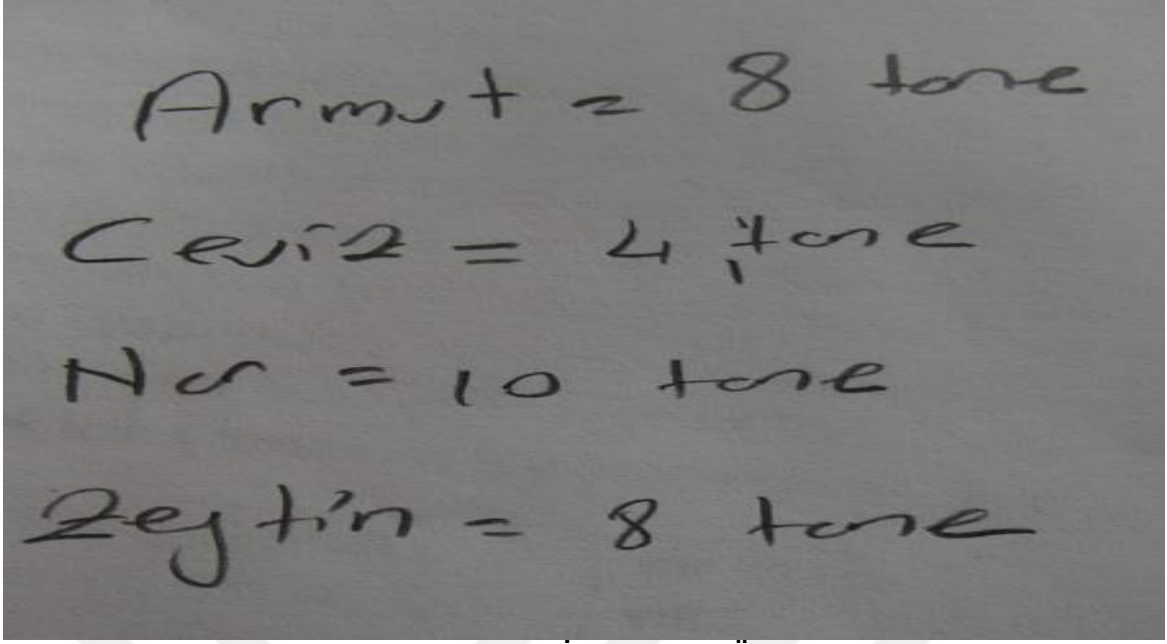 Armut = 8 tane
Ceviz = 4 tane
Nar = 10 tane
Zeytin = 8 tane